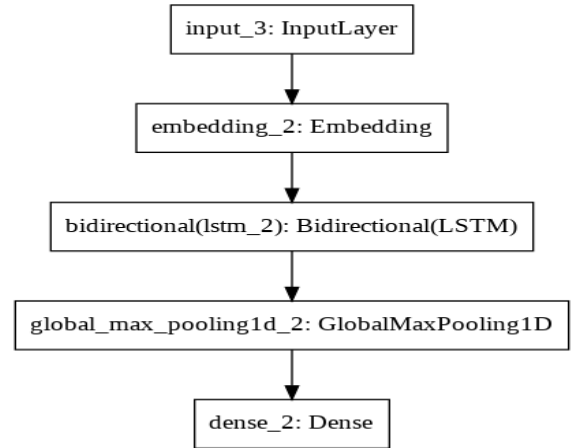 input_3: InputLayer
embedding_2: Embedding
bidirectional(lstm_2): Bidirectional(LSTM)
global_max_pooling1d_2: GlobalMaxPooling1D
dense_2: Dense